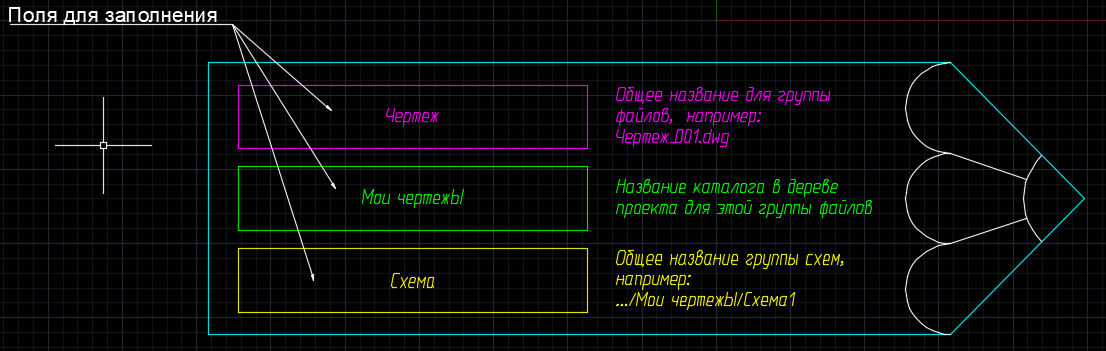 Поля для заполнения
Чертеж
Общее название для группы
файлов, например:
Чертеж_001.dwg
Мои чертежЫ
Название каталога в дереве
проекта для этой группы файлов
Схема
Общее название группы схем,
например:
.../Мои чертежЫ/Схема1